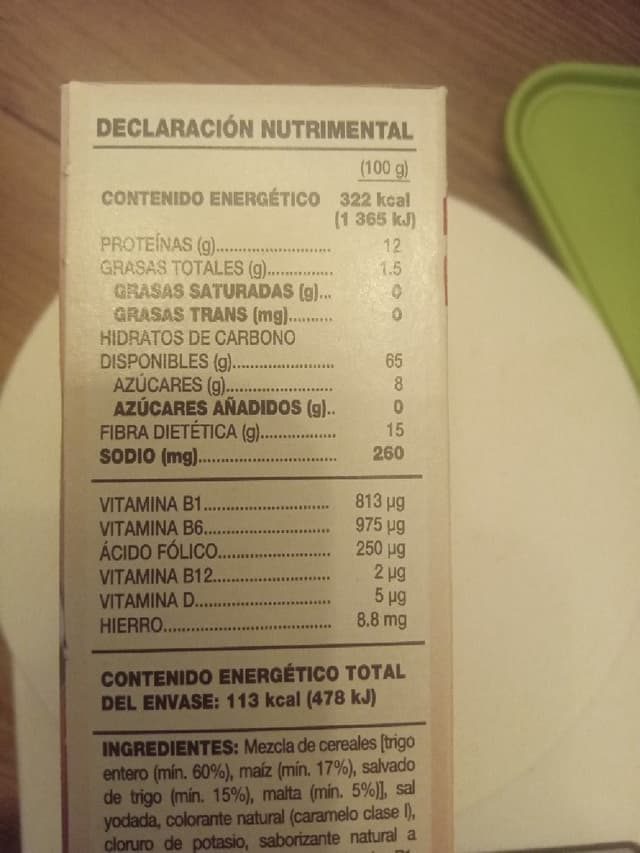 DECLARACIÓN NUTRIMENTAL
(100 g)
CONTENIDO ENERGÉTICO 322 kcal
(1 365 kJ)
PROTEÍNAS (g).......................... 12
GRASAS TOTALES (g)............... 1.5
GRASAS SATURADAS (g)... 0
GRASAS TRANS (mg).......... 0
HIDRATOS DE CARBONO
DISPONIBLES (g)....................... 65
AZÚCARES (g)........................ 8
AZÚCARES AÑADIDOS (g).. 0
FIBRA DIETÉTICA (g)................. 15
SODIO (mg)............................... 260
VITAMINA B1............................ 813 µg
VITAMINA B6............................ 975 µg
ÁCIDO FÓLICO......................... 250 µg
VITAMINA B12.......................... 2 µg
VITAMINA D.............................. 5 µg
HIERRO..................................... 8.8 mg
CONTENIDO ENERGÉTICO TOTAL
DEL ENVASE: 113 kcal (478 kJ)
INGREDIENTES: Mezcla de cereales [trigo
entero (mín. 60%), maíz (mín. 17%), salvado
de trigo (mín. 15%), malta (mín. 5%)], sal
yodada, colorante natural (caramelo clase I),
cloruro de potasio, saborizante natural a